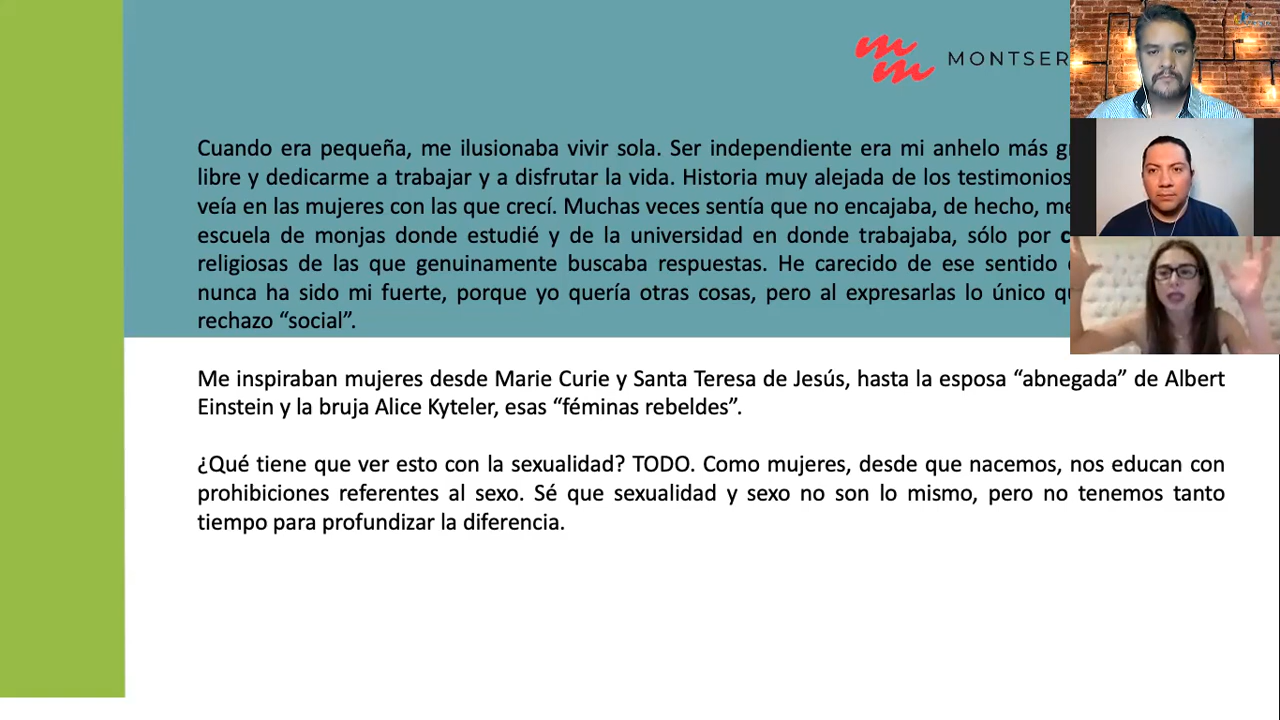 MONTSER
Cuando era pequeña, me ilusionaba vivir sola. Ser independiente era mi anhelo más
libre y dedicarme a trabajar y a disfrutar la vida. Historia muy alejada de los testimonios
veía en las mujeres con las que crecí. Muchas veces sentía que no encajaba, de hecho,
escuela de monjas donde estudié y de la universidad en donde trabajaba, sólo por
religiosas de las que genuinamente buscaba respuestas. He carecido de ese sentido
nunca ha sido mi fuerte, porque yo quería otras cosas, pero al expresarlas lo único
rechazo “social”.
Me inspiraban mujeres desde Marie Curie y Santa Teresa de Jesús, hasta la esposa “abnegada” de Albert
Einstein y la bruja Alice Kyteler, esas “féminas rebeldes”.
¿Qué tiene que ver esto con la sexualidad? TODO. Como mujeres, desde que nacemos, nos educan con
prohibiciones referentes al sexo. Sé que sexualidad y sexo no son lo mismo, pero no tenemos tanto
tiempo para profundizar la diferencia.